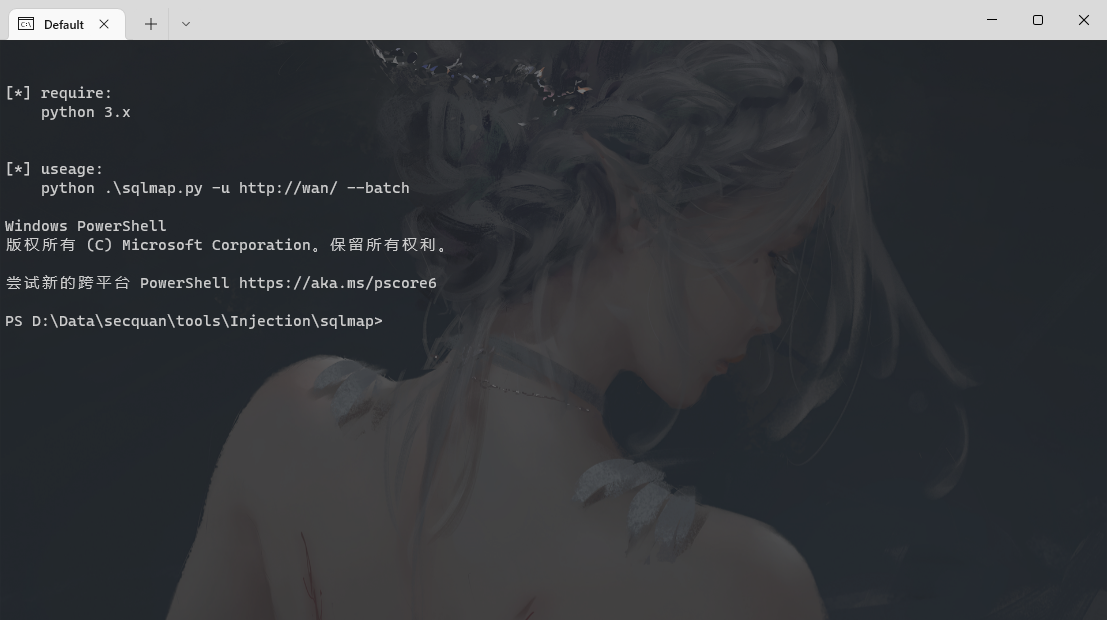 Default
[*] require:
python 3.x
[*] useage:
python .\sqlmap.py -u http://wan/ --batch
Windows PowerShell
版权所有 (C) Microsoft Corporation。保留所有权利。
尝试新的跨平台 PowerShell https://aka.ms/pscore6
PS D:\Data\secquan\tools\Injection\sqlmap>